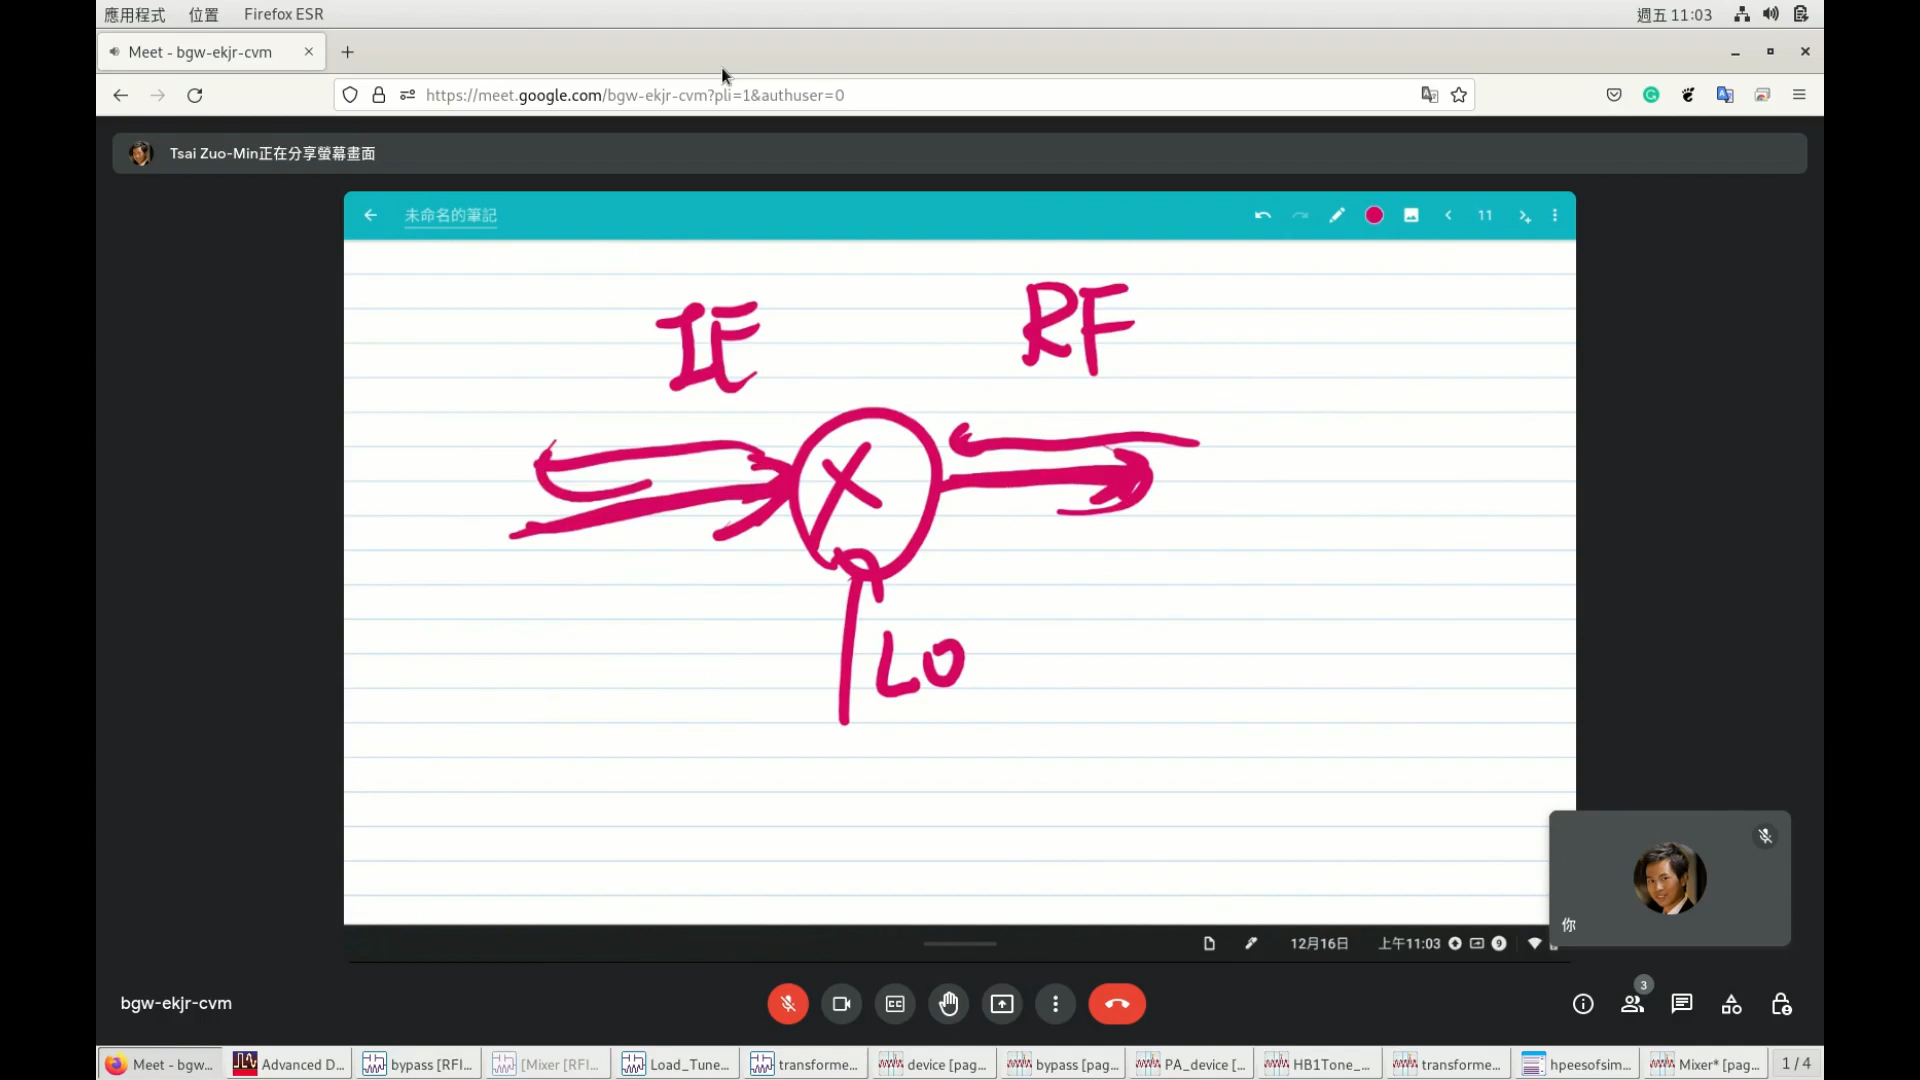 應用程式 位置 Firefox ESR 週五 11:03
Meet - bgw-ekjr-cvm
https://meet.google.com/bgw-ekjr-cvm?pli=1&authuser=0
Tsai Zuo-Min正在分享螢幕畫面
未命名的筆記 11
IF RF
LO
你
12月16日 上午11:03 9
bgw-ekjr-cvm 3
Meet - bgw... Advanced D... bypass [RFI... [Mixer [RFI... Load_Tune... transforme... device [pag... bypass [pag... PA_device [... HB1Tone_... transforme... hpeesofsim... Mixer* [pag... 1 / 4